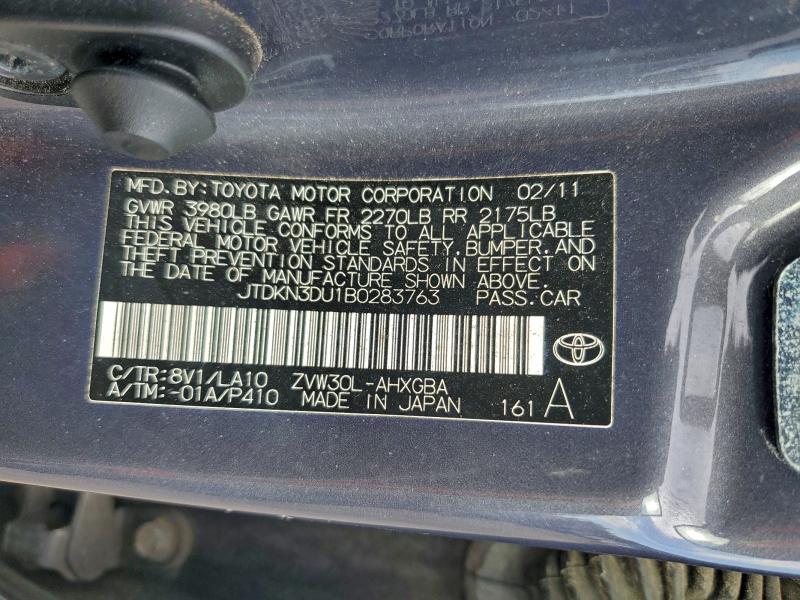 MFD. BY: TOYOTA MOTOR CORPORATION 02/11
GVWR 3980LB GAWR FR 2270LB RR 2175LB
THIS VEHICLE CONFORMS TO ALL APPLICABLE
FEDERAL MOTOR VEHICLE SAFETY, BUMPER, AND
THEFT PREVENTION STANDARDS IN EFFECT ON
THE DATE OF MANUFACTURE SHOWN ABOVE.
JTDKN3DU1B0283763 PASS. CAR
C/TR: 8V1/LA10 ZVW30L-AHXGBA
A/TM: -01A/P410 MADE IN JAPAN 161 A